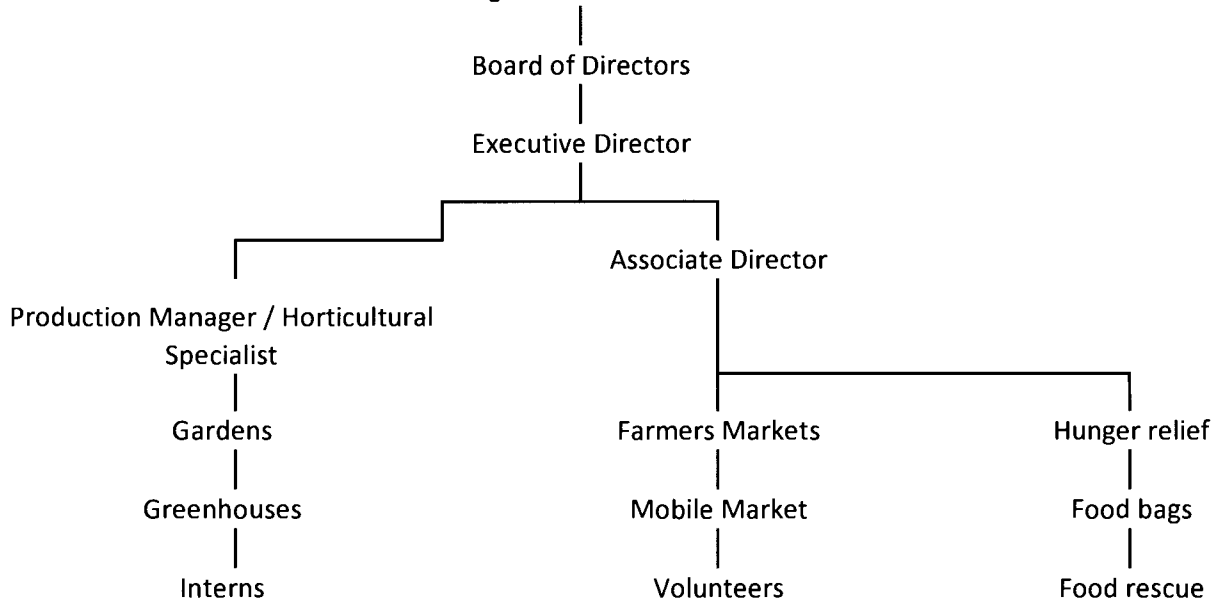 Board of Directors
Executive Director
Associate Director
Production Manager / Horticultural
Specialist
Gardens
Farmers Markets
Hunger relief
Greenhouses
Mobile Market
Food bags
Interns
Volunteers
Food rescue